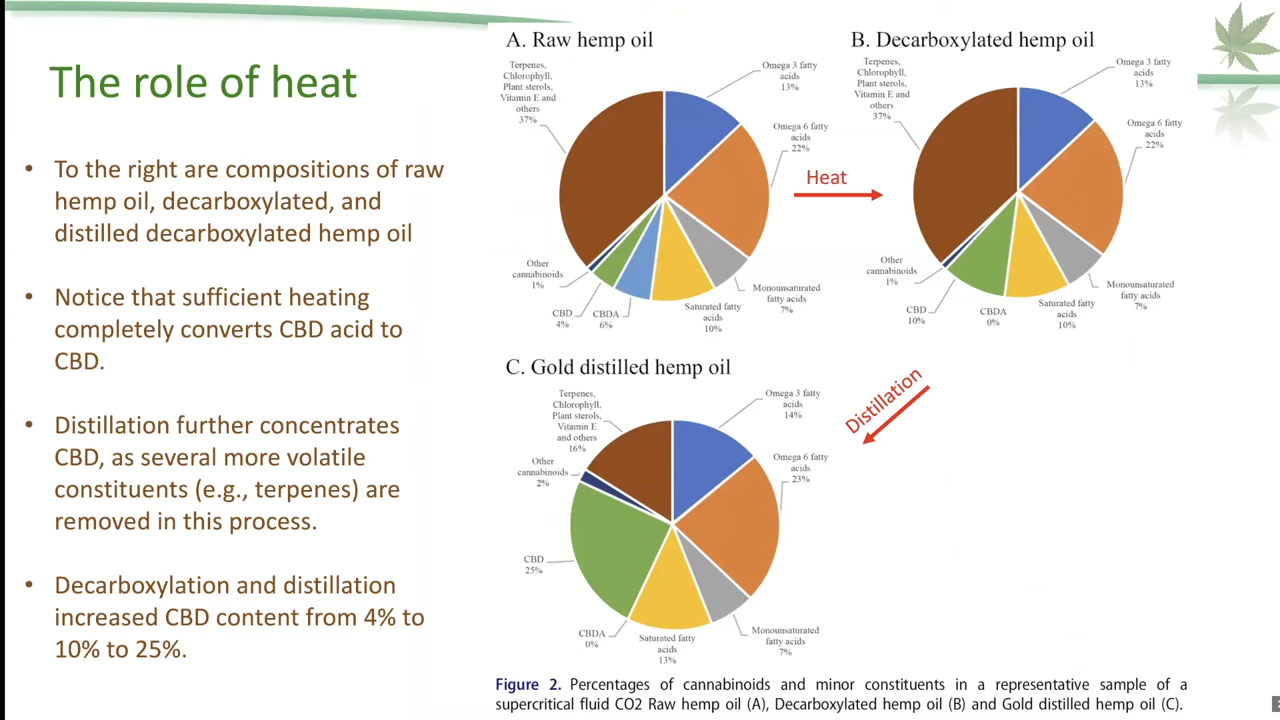 The role of heat
• To the right are compositions of raw
hemp oil, decarboxylated, and
distilled decarboxylated hemp oil
• Notice that sufficient heating
completely converts CBD acid to
CBD.
• Distillation further concentrates
CBD, as several more volatile
constituents (e.g., terpenes) are
removed in this process.
• Decarboxylation and distillation
increased CBD content from 4% to
10% to 25%.
A. Raw hemp oil
Terpenes,
Chlorophyll,
Plant sterols,
Vitamin E and
others
37%
Omega 3 fatty
acids
13%
Omega 6 fatty
acids
22%
Monounsaturated
fatty acids
7%
Saturated fatty
acids
10%
CBDA
6%
CBD
4%
Other
cannabinoids
1%
Heat
B. Decarboxylated hemp oil
Terpenes,
Chlorophyll,
Plant sterols,
Vitamin E and
others
37%
Omega 3 fatty
acids
13%
Omega 6 fatty
acids
22%
Monounsaturated
fatty acids
7%
Saturated fatty
acids
10%
CBDA
0%
CBD
10%
Other
cannabinoids
1%
Distillation
C. Gold distilled hemp oil
Terpenes,
Chlorophyll,
Plant sterols,
Vitamin E
and others
16%
Omega 3 fatty
acids
14%
Omega 6 fatty
acids
23%
Monounsaturated
fatty acids
7%
Saturated fatty
acids
13%
CBDA
0%
CBD
25%
Other
cannabinoids
2%
Figure 2. Percentages of cannabinoids and minor constituents in a representative sample of a
supercritical fluid CO2 Raw hemp oil (A), Decarboxylated hemp oil (B) and Gold distilled hemp oil (C).